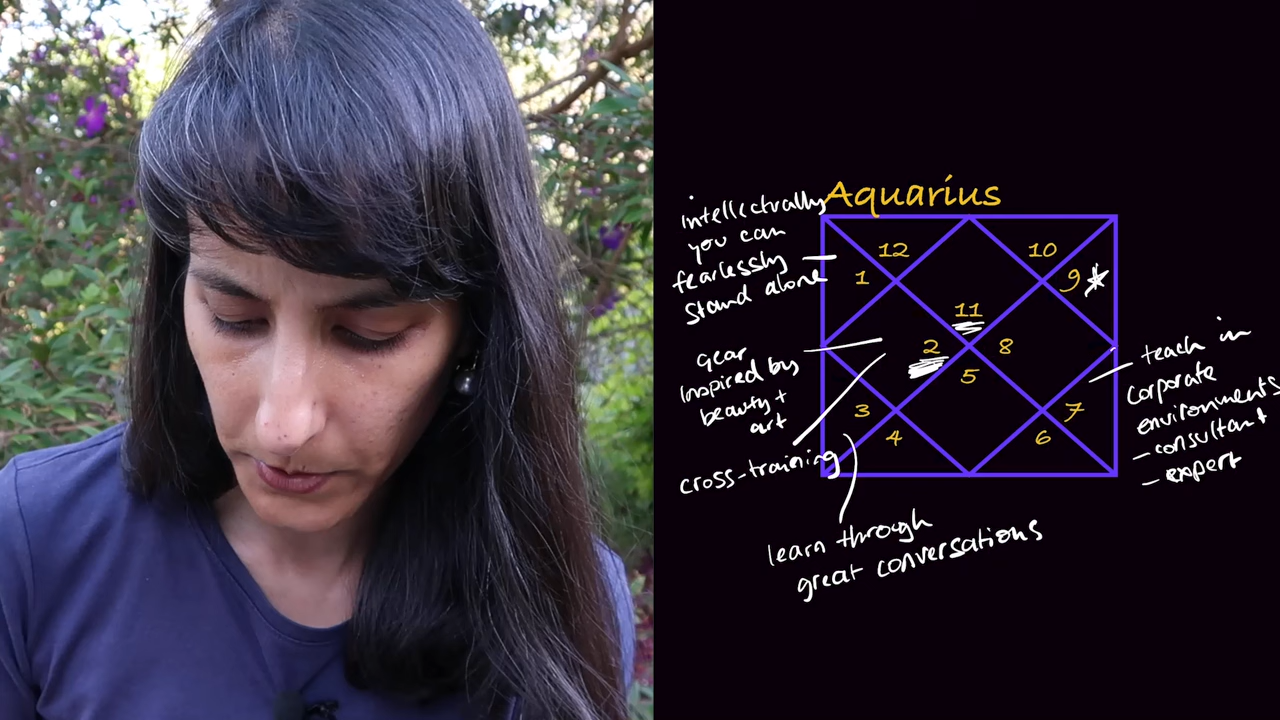 Aquarius
intellectually
you can
fearlessly
stand alone
12
10
1
9 *
11
2
8
5
3
7
4
6
gear
inspired by
beauty +
art
cross-training
learn through
great conversations
teach in
corporate
environments
- consultant
- expert